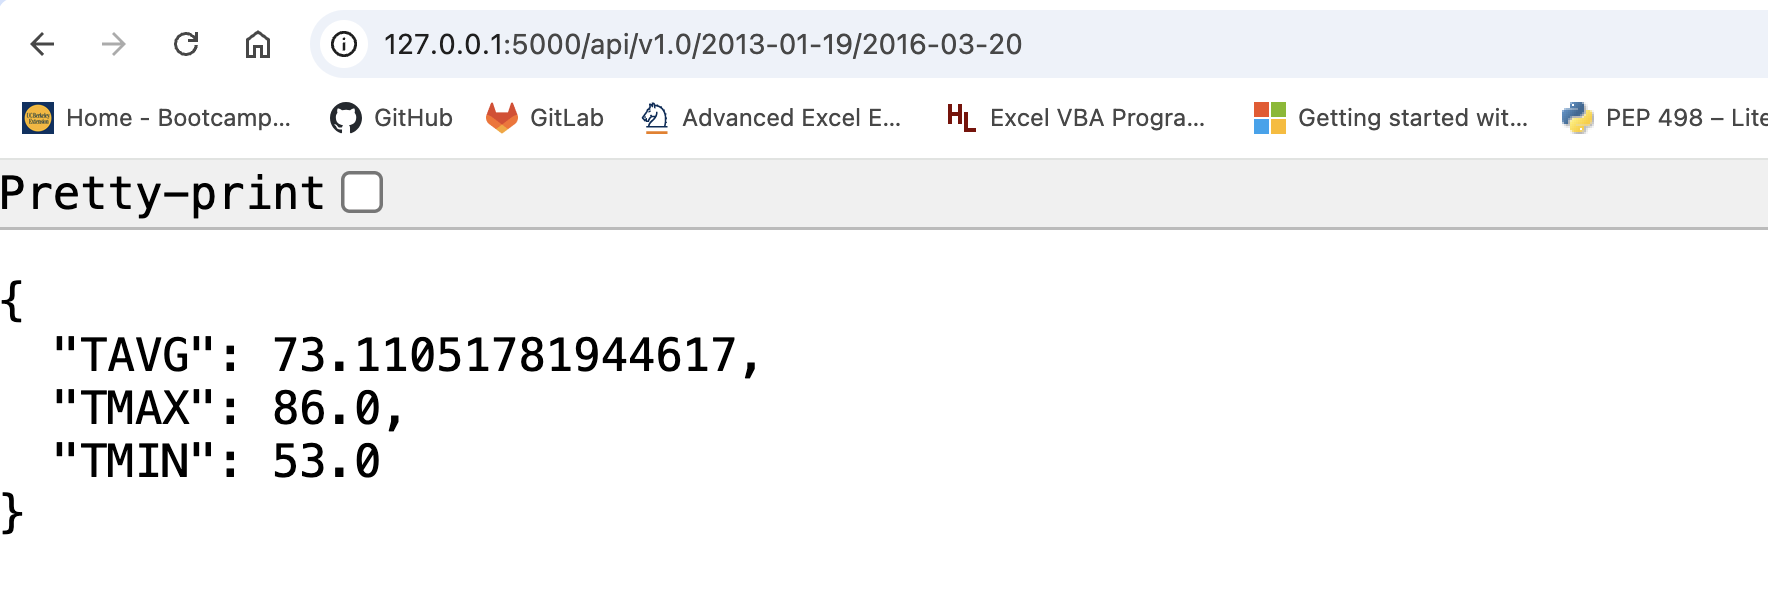 127.0.0.1:5000/api/v1.0/2013-01-19/2016-03-20
Home - Bootcamp... GitHub GitLab Advanced Excel E... Excel VBA Progra... Getting started wit... PEP 498 – Lite
Pretty-print
{
  "TAVG": 73.11051781944617,
  "TMAX": 86.0,
  "TMIN": 53.0
}